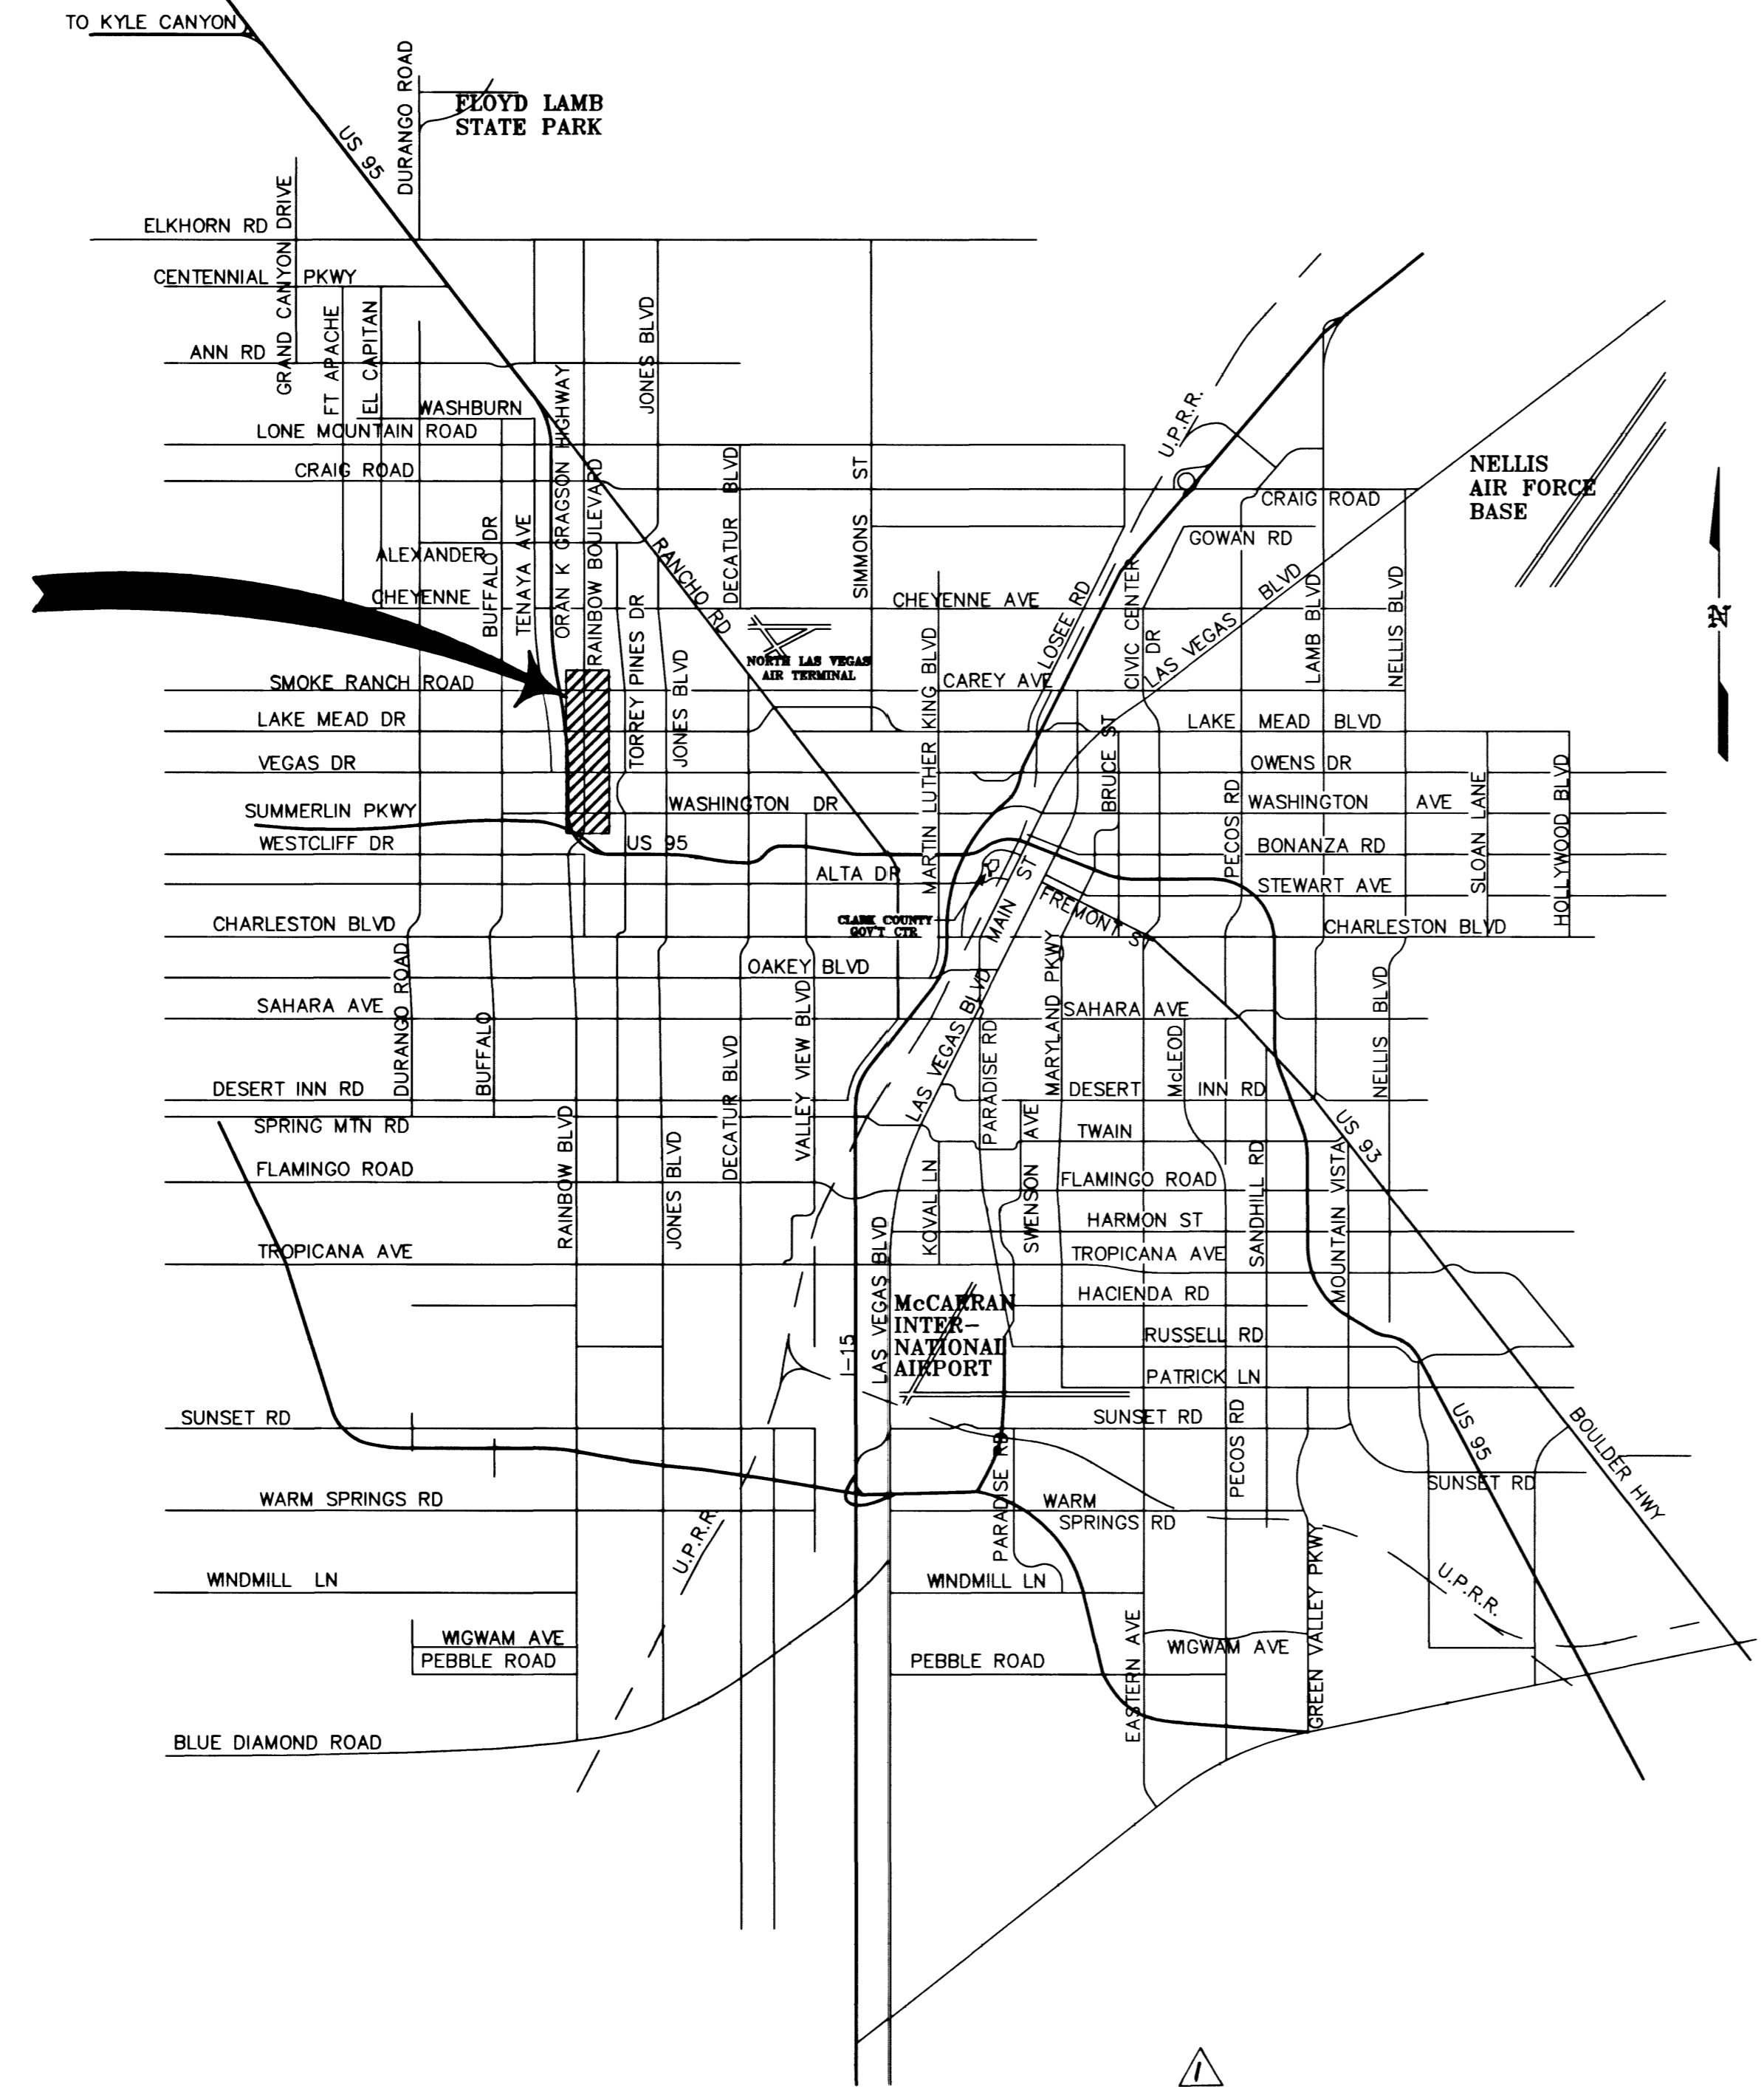 TO KYLE CANYON
DURANGO ROAD
FLOYD LAMB
STATE PARK
US 95
GRAND CANYON DRIVE
ELKHORN RD
CENTENNIAL PKWY
FT APACHE
EL CAPITAN
JONES BLVD
ANN RD
ORAN K GRAGSON HIGHWAY
WASHBURN
LONE MOUNTAIN ROAD
CRAIG ROAD
RAINBOW BOULEVARD
DECATUR BLVD
SIMMONS ST
U.P.R.R.
NELLIS
AIR FORCE
BASE
CRAIG ROAD
GOWAN RD
BUFFALO DR
TENAYA AVE
ALEXANDER
RANCHO RD
CHEYENNE
CHEYENNE AVE
LOSEE RD
CIVIC CENTER DR
LAS VEGAS BLVD
LAMB BLVD
NELLIS BLVD
N
TORREY PINES DR
JONES BLVD
NORTH LAS VEGAS
AIR TERMINAL
MARTIN LUTHER KING BLVD
SMOKE RANCH ROAD
CAREY AVE
LAKE MEAD DR
LAKE MEAD BLVD
BRUCE ST
VEGAS DR
OWENS DR
SUMMERLIN PKWY
WASHINGTON DR
PECOS RD
WASHINGTON AVE
SLOAN LANE
HOLLYWOOD BLVD
WESTCLIFF DR
US 95
BONANZA RD
ALTA DR
STEWART AVE
MAIN ST
FREMONT ST
CLARK COUNTY
GOV'T CTR
CHARLESTON BLVD
CHARLESTON BLVD
DURANGO ROAD
OAKEY BLVD
MARYLAND PKWY
SAHARA AVE
SAHARA AVE
BUFFALO
VALLEY VIEW BLVD
LAS VEGAS BLVD
PARADISE RD
McLEOD
NELLIS BLVD
DECATUR BLVD
DESERT INN RD
DESERT INN RD
SPRING MTN RD
RAINBOW BLVD
JONES BLVD
SWENSON AVE
TWAIN
US 93
FLAMINGO ROAD
KOVAL LN
FLAMINGO ROAD
SANDHILL RD
MOUNTAIN VISTA
HARMON ST
TROPICANA AVE
TROPICANA AVE
LAS VEGAS BLVD
HACIENDA RD
McCARRAN
INTER-
NATIONAL
AIRPORT
I-15
RUSSELL RD
PATRICK LN
SUNSET RD
SUNSET RD
PECOS RD
US 95
BOULDER HWY
PARADISE RD
SUNSET RD
WARM SPRINGS RD
WARM
SPRINGS RD
U.P.R.R.
GREEN VALLEY PKWY
WINDMILL LN
WINDMILL LN
U.P.R.R.
EASTERN AVE
WIGWAM AVE
WIGWAM AVE
PEBBLE ROAD
PEBBLE ROAD
BLUE DIAMOND ROAD
1